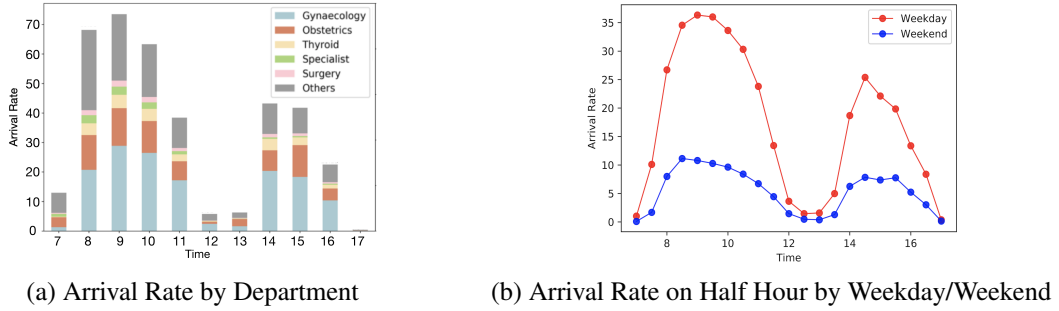 Gynaecology
Obstetrics
Thyroid
Specialist
Surgery
Others
Arrival Rate
70
60
50
40
30
20
10
0
7 8 9 10 11 12 13 14 15 16 17
Time
(a) Arrival Rate by Department
Weekday
Weekend
Arrival Rate
35
30
25
20
15
10
5
0
8 10 12 14 16
Time
(b) Arrival Rate on Half Hour by Weekday/Weekend